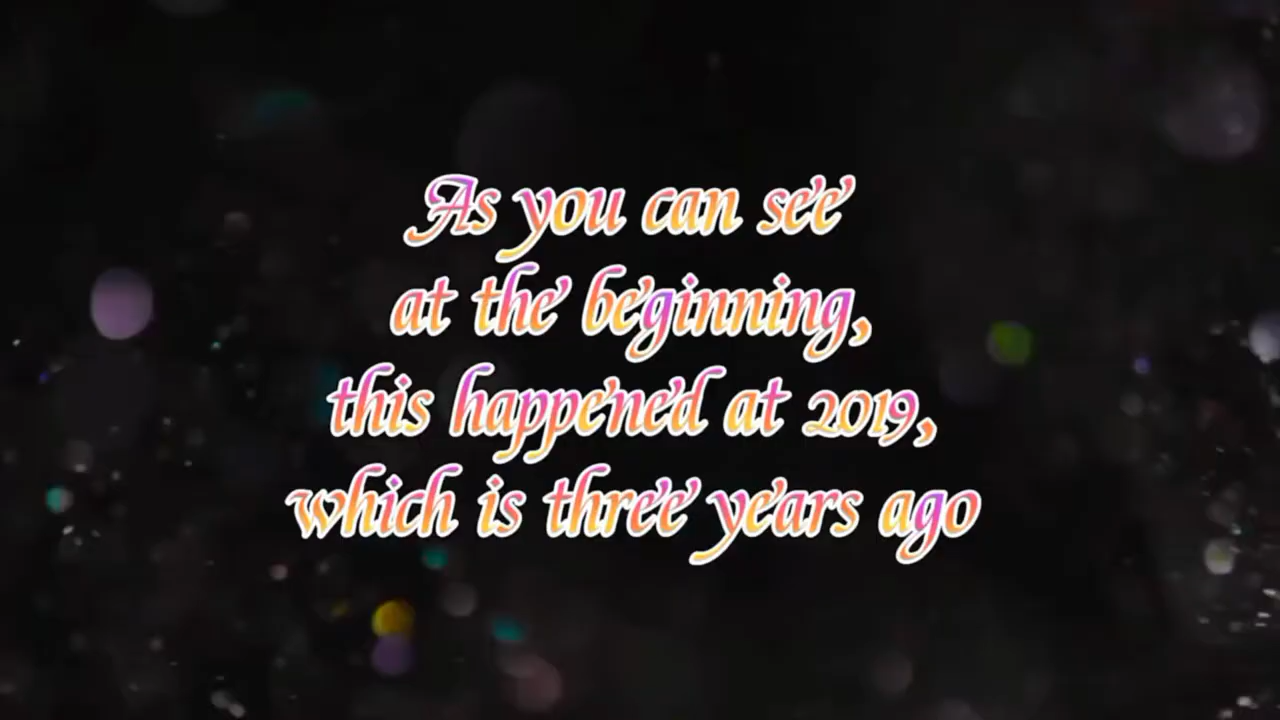 As you can see
at the beginning,
this happened at 2019,
which is three years ago